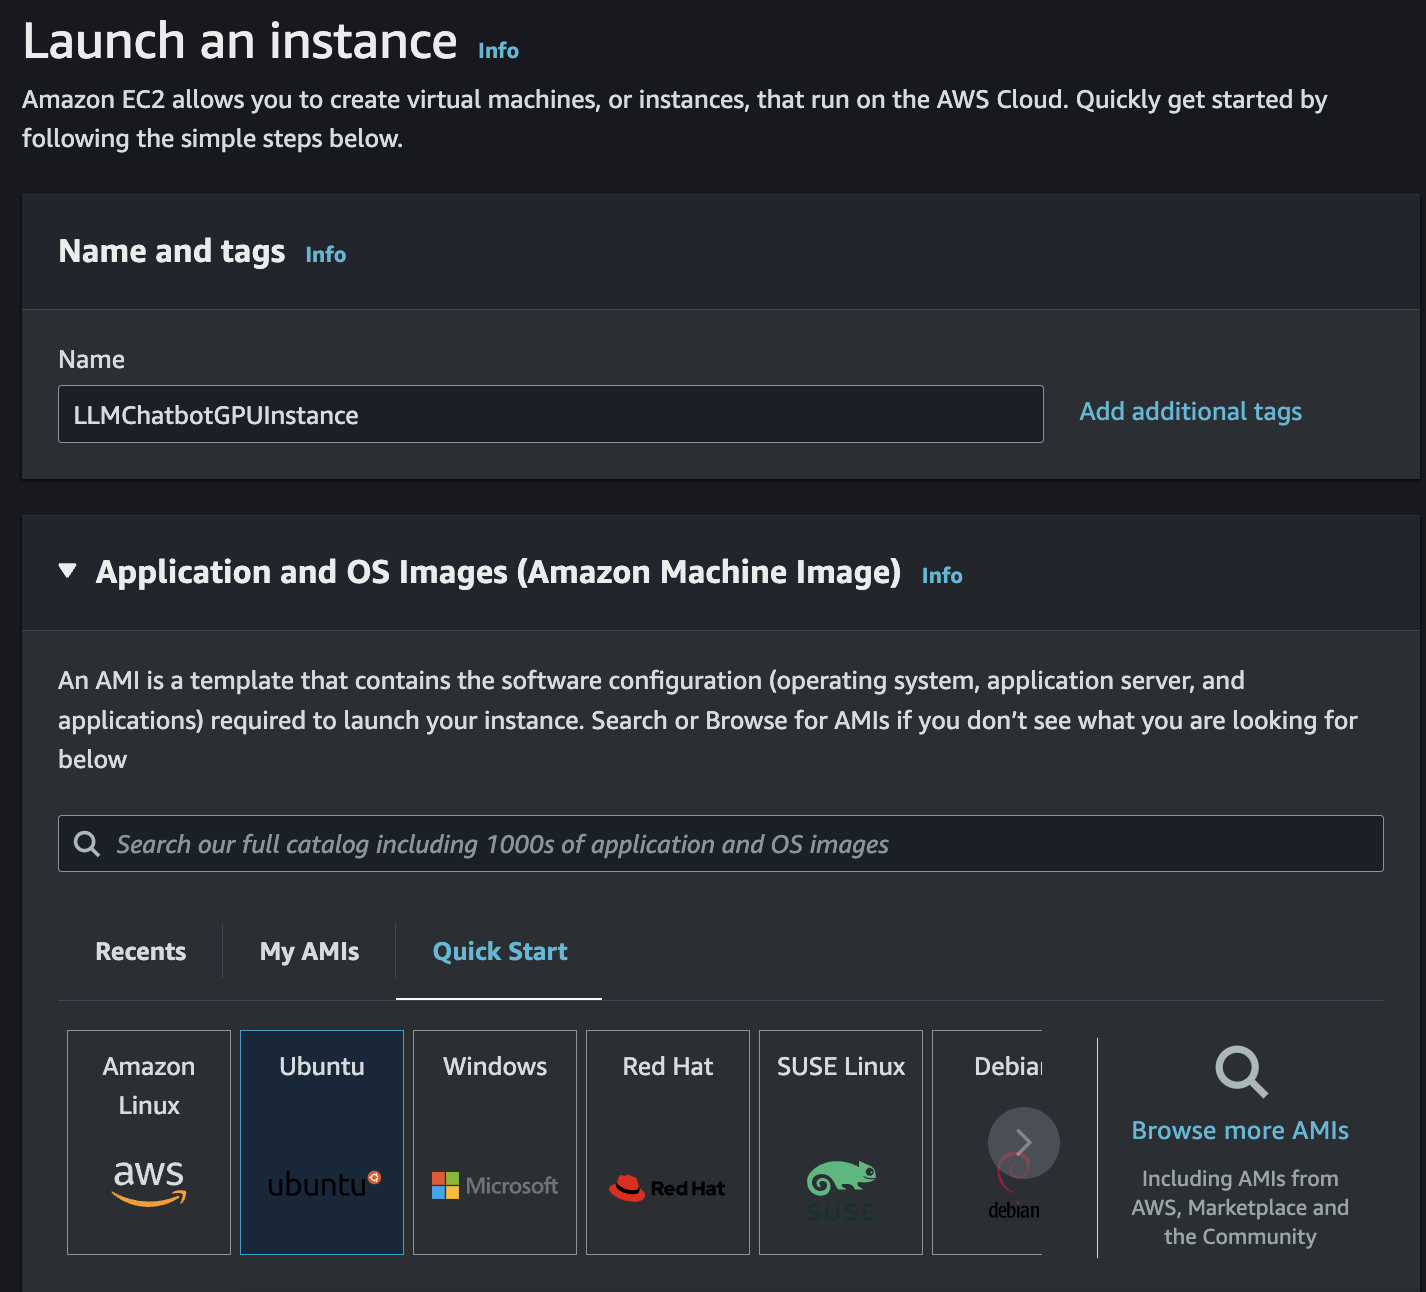 Launch an instance Info
Amazon EC2 allows you to create virtual machines, or instances, that run on the AWS Cloud. Quickly get started by
following the simple steps below.
Name and tags Info
Name
LLMChatbotGPUInstance
Add additional tags
Application and OS Images (Amazon Machine Image) Info
An AMI is a template that contains the software configuration (operating system, application server, and
applications) required to launch your instance. Search or Browse for AMIs if you don’t see what you are looking for
below
Search our full catalog including 1000s of application and OS images
Recents
My AMIs
Quick Start
Amazon
Linux
aws
Ubuntu
ubuntu
Windows
Microsoft
Red Hat
Red Hat
SUSE Linux
SUSE
Debia
debian
Browse more AMIs
Including AMIs from
AWS, Marketplace and
the Community